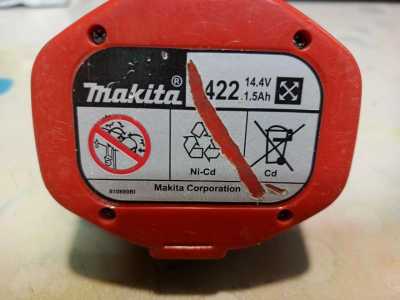 makita®
422
14.4V
1.5Ah
Ni-Cd
Cd
Makita Corporation